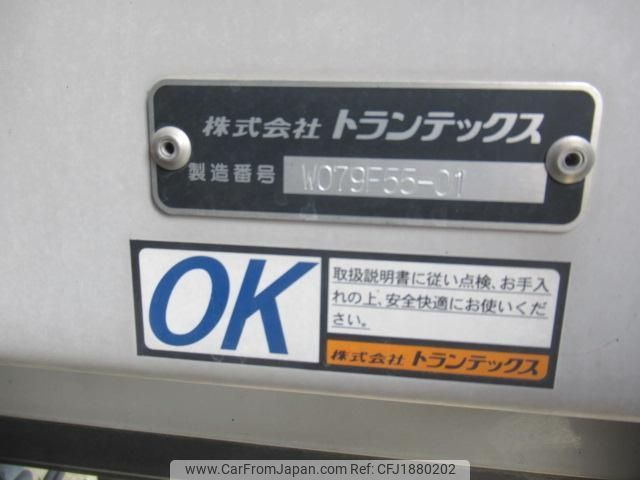 株式会社 トランテックス
製造番号 W079F55-01
OK
取扱説明書に従い点検、お手入
れの上、安全快適にお使いくだ
さい。
株式会社 トランテックス
www.CarFromJapan.com | © CarFromJapan.com | CFJ1880202